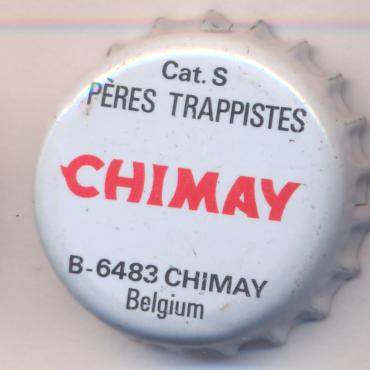 Cat. S
PÈRES TRAPPISTES
CHIMAY
B-6483 CHiMAY
Belgium